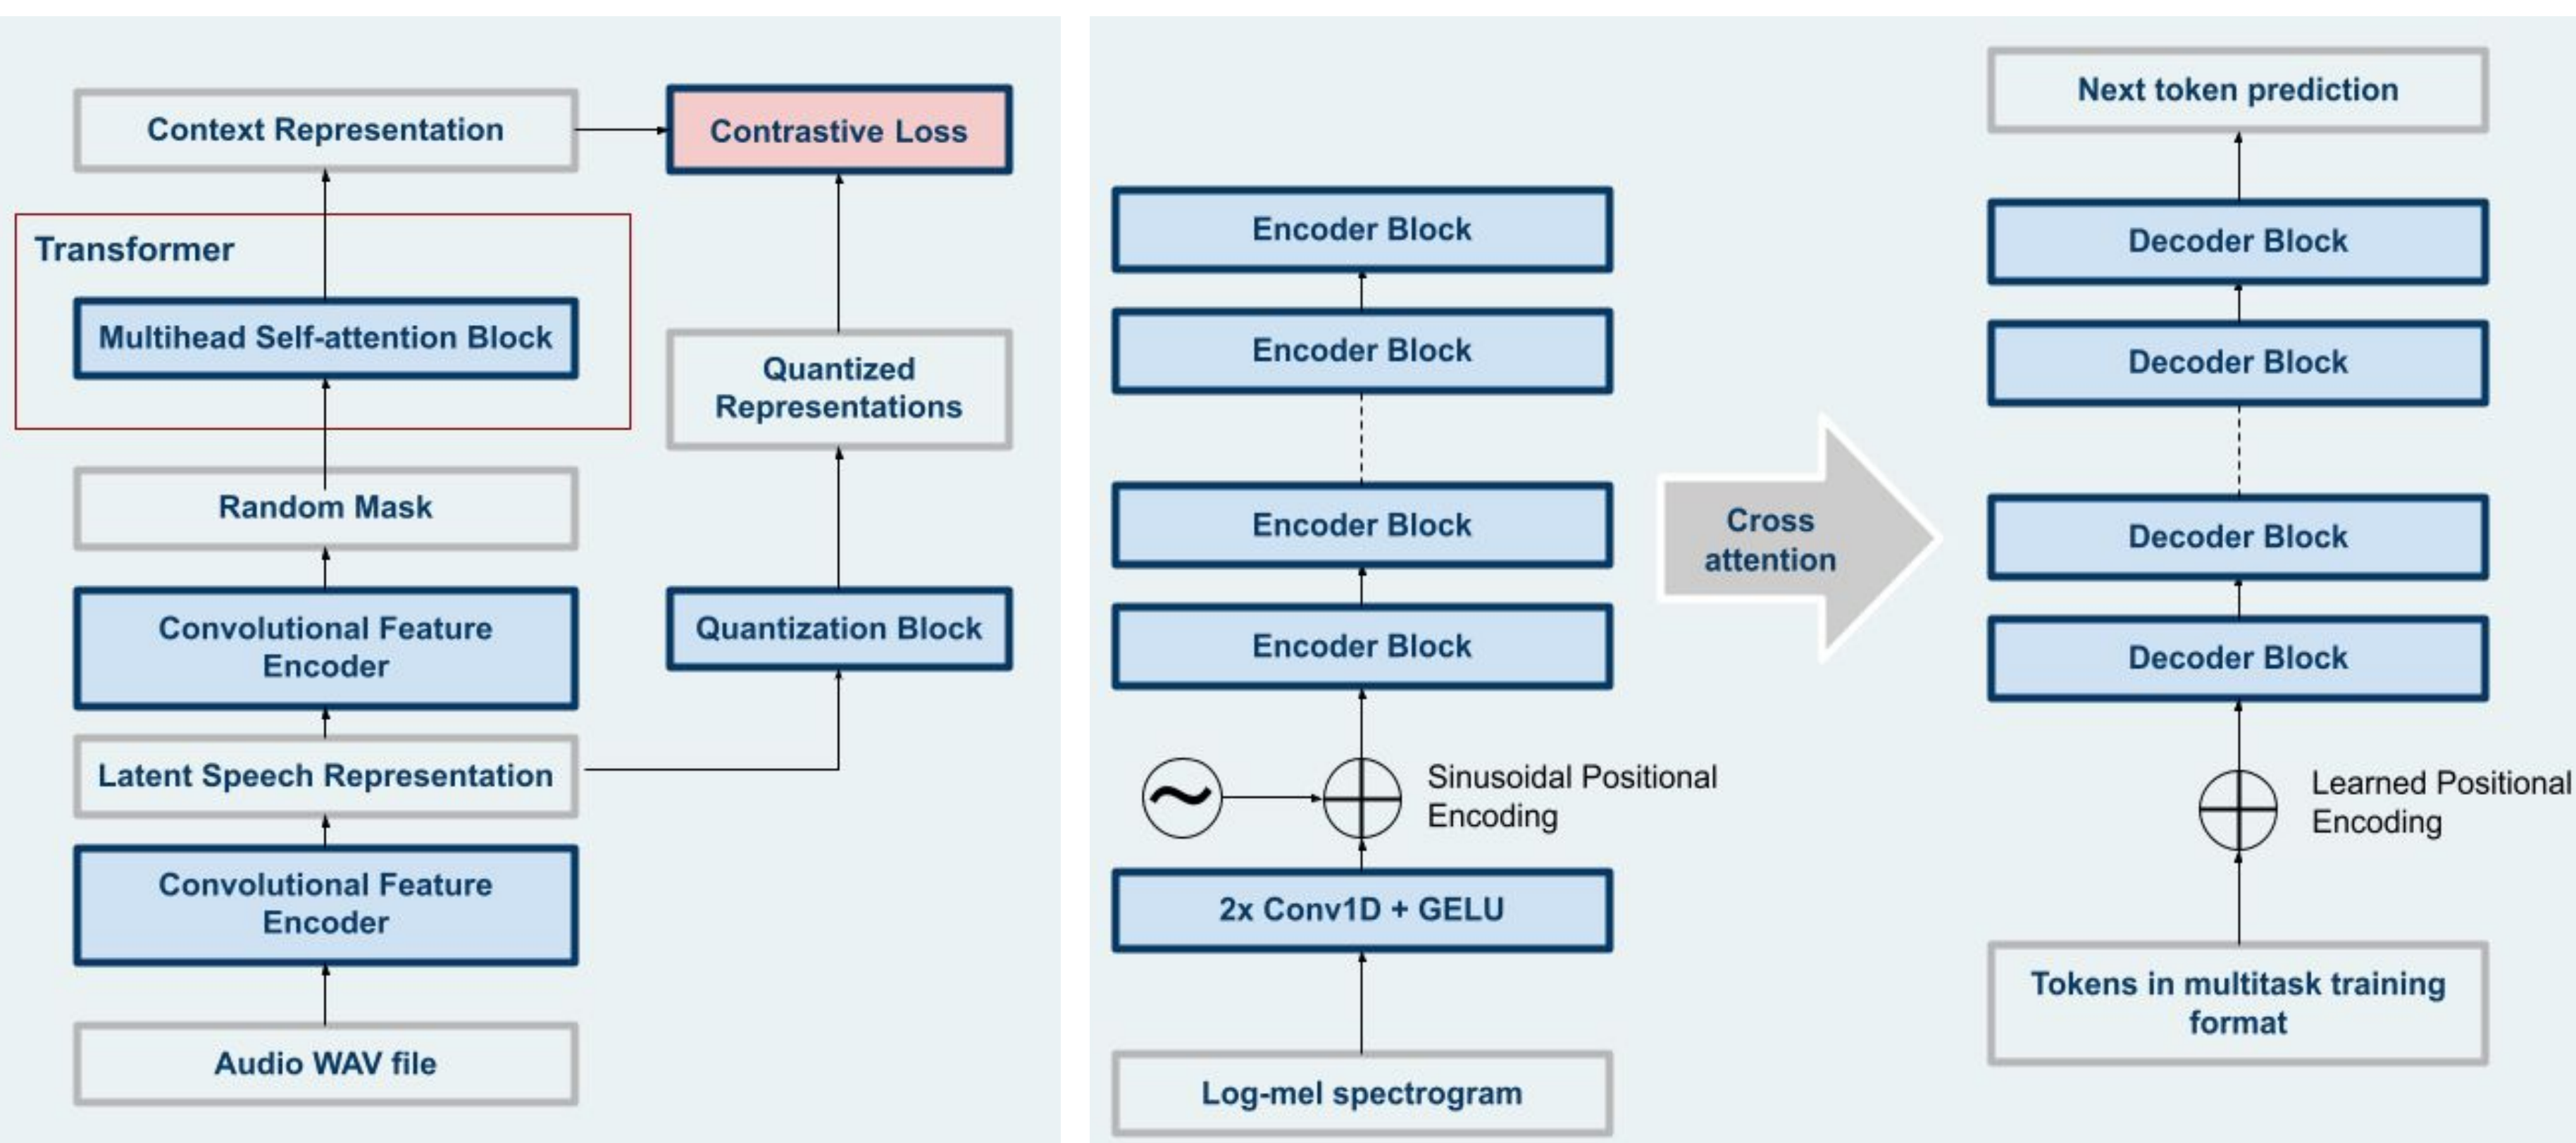 Context Representation
Contrastive Loss
Transformer
Multihead Self-attention Block
Quantized
Representations
Random Mask
Convolutional Feature
Encoder
Quantization Block
Latent Speech Representation
Convolutional Feature
Encoder
Audio WAV file
Encoder Block
Encoder Block
Encoder Block
Encoder Block
Sinusoidal Positional
Encoding
2x Conv1D + GELU
Log-mel spectrogram
Cross
attention
Next token prediction
Decoder Block
Decoder Block
Decoder Block
Decoder Block
Learned Positional
Encoding
Tokens in multitask training
format